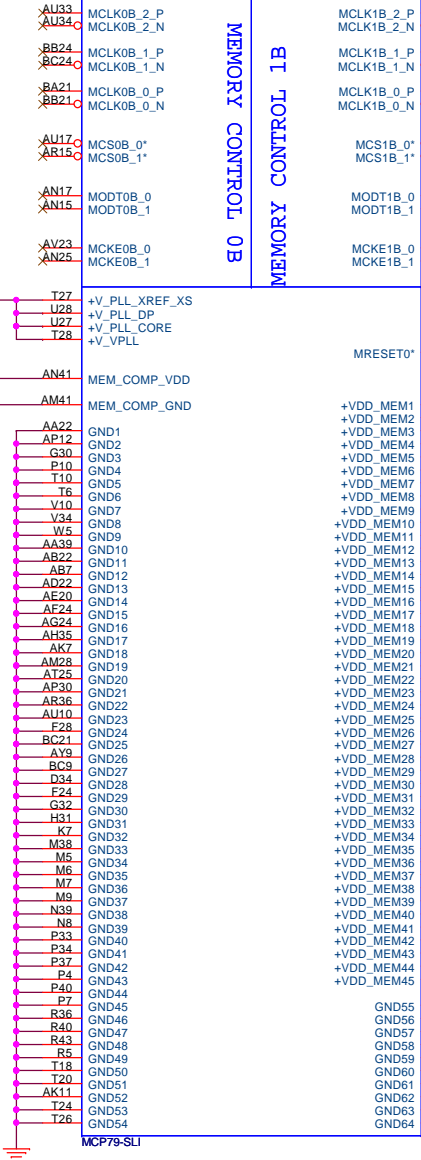 AU33 MCLK0B_2_P MCLK1B_2_P
AU34 MCLK0B_2_N MCLK1B_2_N
BB24 MCLK0B_1_P MCLK1B_1_P
BC24 MCLK0B_1_N MCLK1B_1_N
BA21 MCLK0B_0_P MCLK1B_0_P
BB21 MCLK0B_0_N MCLK1B_0_N
MEMORY CONTROL 0B
MEMORY CONTROL 1B
AU17 MCS0B_0* MCS1B_0*
AR15 MCS0B_1* MCS1B_1*
AN17 MODT0B_0 MODT1B_0
AN15 MODT0B_1 MODT1B_1
AV23 MCKE0B_0 MCKE1B_0
AN25 MCKE0B_1 MCKE1B_1
T27 +V_PLL_XREF_XS
U28 +V_PLL_DP
U27 +V_PLL_CORE
T28 +V_VPLL
MRESET0*
AN41 MEM_COMP_VDD
AM41 MEM_COMP_GND +VDD_MEM1
+VDD_MEM2
AA22 GND1 +VDD_MEM3
AP12 GND2 +VDD_MEM4
G30 GND3 +VDD_MEM5
P10 GND4 +VDD_MEM6
T10 GND5 +VDD_MEM7
T6 GND6 +VDD_MEM8
V10 GND7 +VDD_MEM9
V34 GND8 +VDD_MEM10
W5 GND9 +VDD_MEM11
AA39 GND10 +VDD_MEM12
AB22 GND11 +VDD_MEM13
AB7 GND12 +VDD_MEM14
AD22 GND13 +VDD_MEM15
AE20 GND14 +VDD_MEM16
AF24 GND15 +VDD_MEM17
AG24 GND16 +VDD_MEM18
AH35 GND17 +VDD_MEM19
AK7 GND18 +VDD_MEM20
AM28 GND19 +VDD_MEM21
AT25 GND20 +VDD_MEM22
AP30 GND21 +VDD_MEM23
AR36 GND22 +VDD_MEM24
AU10 GND23 +VDD_MEM25
F28 GND24 +VDD_MEM26
BC21 GND25 +VDD_MEM27
AY9 GND26 +VDD_MEM28
BC9 GND27 +VDD_MEM29
D34 GND28 +VDD_MEM30
F24 GND29 +VDD_MEM31
G32 GND30 +VDD_MEM32
H31 GND31 +VDD_MEM33
K7 GND32 +VDD_MEM34
M38 GND33 +VDD_MEM35
M5 GND34 +VDD_MEM36
M6 GND35 +VDD_MEM37
M7 GND36 +VDD_MEM38
M9 GND37 +VDD_MEM39
N39 GND38 +VDD_MEM40
N8 GND39 +VDD_MEM41
P33 GND40 +VDD_MEM42
P34 GND41 +VDD_MEM43
P37 GND42 +VDD_MEM44
P4 GND43 +VDD_MEM45
P40 GND44
P7 GND45 GND55
R36 GND46 GND56
R40 GND47 GND57
R43 GND48 GND58
R5 GND49 GND59
T18 GND50 GND60
T20 GND51 GND61
AK11 GND52 GND62
T24 GND53 GND63
T26 GND54 GND64
MCP79-SLI